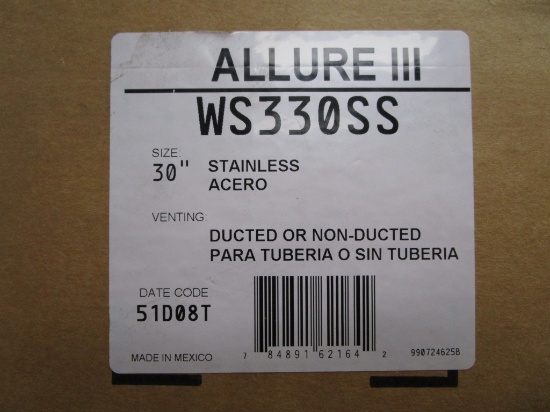 ALLURE III
WS330SS
SIZE
30" STAINLESS
ACERO
VENTING:
DUCTED OR NON-DUCTED
PARA TUBERIA O SIN TUBERIA
DATE CODE
51D08T
MADE IN MEXICO
7 84891 62164 2
990724625B